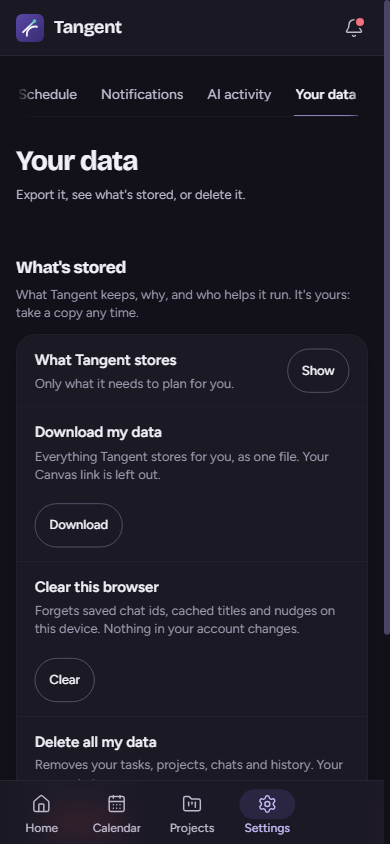 Tangent
Schedule Notifications AI activity Your data
Your data
Export it, see what's stored, or delete it.
What's stored
What Tangent keeps, why, and who helps it run. It's yours:
take a copy any time.
What Tangent stores
Only what it needs to plan for you.
Show
Download my data
Everything Tangent stores for you, as one file. Your
Canvas link is left out.
Download
Clear this browser
Forgets saved chat ids, cached titles and nudges on
this device. Nothing in your account changes.
Clear
Delete all my data
Removes your tasks, projects, chats and history. Your
Home Calendar Projects Settings